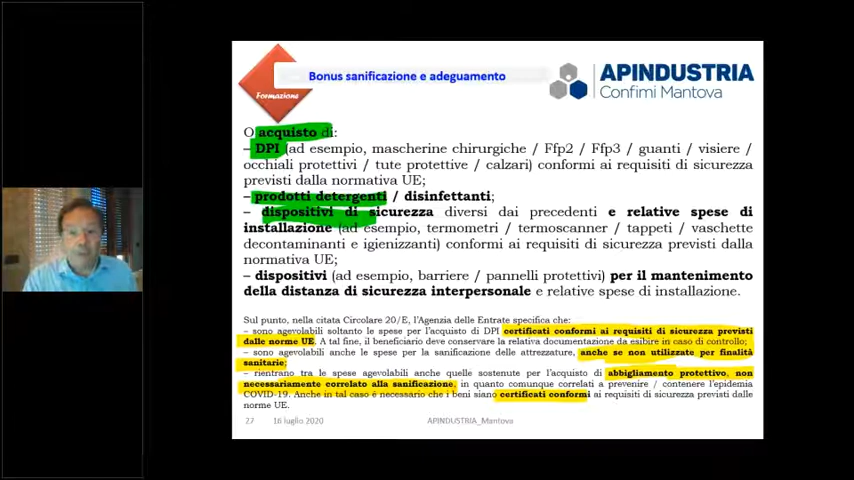 Formazione
Bonus sanificazione e adeguamento
APINDUSTRIA
Confimi Mantova
O acquisto di:
– DPI (ad esempio, mascherine chirurgiche / Ffp2 / Ffp3 / guanti / visiere /
occhiali protettivi / tute protettive / calzari) conformi ai requisiti di sicurezza
previsti dalla normativa UE;
– prodotti detergenti / disinfettanti;
– dispositivi di sicurezza diversi dai precedenti e relative spese di
installazione (ad esempio, termometri / termoscanner / tappeti / vaschette
decontaminanti e igienizzanti) conformi ai requisiti di sicurezza previsti dalla
normativa UE;
– dispositivi (ad esempio, barriere / pannelli protettivi) per il mantenimento
della distanza di sicurezza interpersonale e relative spese di installazione.
Sul punto, nella citata Circolare 20/E, l'Agenzia delle Entrate specifica che:
– sono agevolabili soltanto le spese per l'acquisto di DPI certificati conformi ai requisiti di sicurezza previsti
dalle norme UE. A tal fine, il beneficiario deve conservare la relativa documentazione da esibire in caso di controllo;
– sono agevolabili anche le spese per la sanificazione delle attrezzature, anche se non utilizzate per finalità
sanitarie;
– rientrano tra le spese agevolabili anche quelle sostenute per l'acquisto di abbigliamento protettivo, non
necessariamente correlato alla sanificazione, in quanto comunque correlati a prevenire / contenere l'epidemia
COVID-19. Anche in tal caso è necessario che i beni siano certificati conformi ai requisiti di sicurezza previsti dalle
norme UE.
27 16 luglio 2020 APINDUSTRIA_Mantova